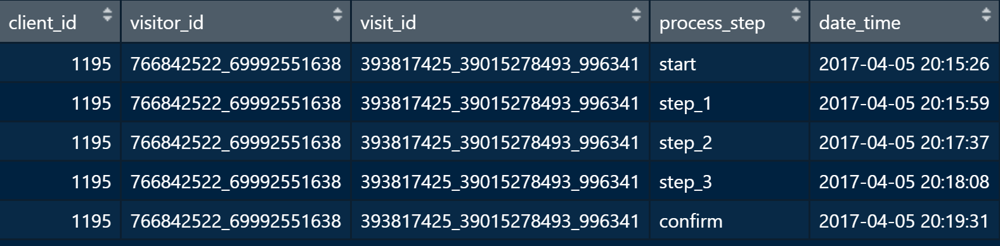 client_id visitor_id visit_id process_step date_time
1195 766842522_69992551638 393817425_39015278493_996341 start 2017-04-05 20:15:26
1195 766842522_69992551638 393817425_39015278493_996341 step_1 2017-04-05 20:15:59
1195 766842522_69992551638 393817425_39015278493_996341 step_2 2017-04-05 20:17:37
1195 766842522_69992551638 393817425_39015278493_996341 step_3 2017-04-05 20:18:08
1195 766842522_69992551638 393817425_39015278493_996341 confirm 2017-04-05 20:19:31